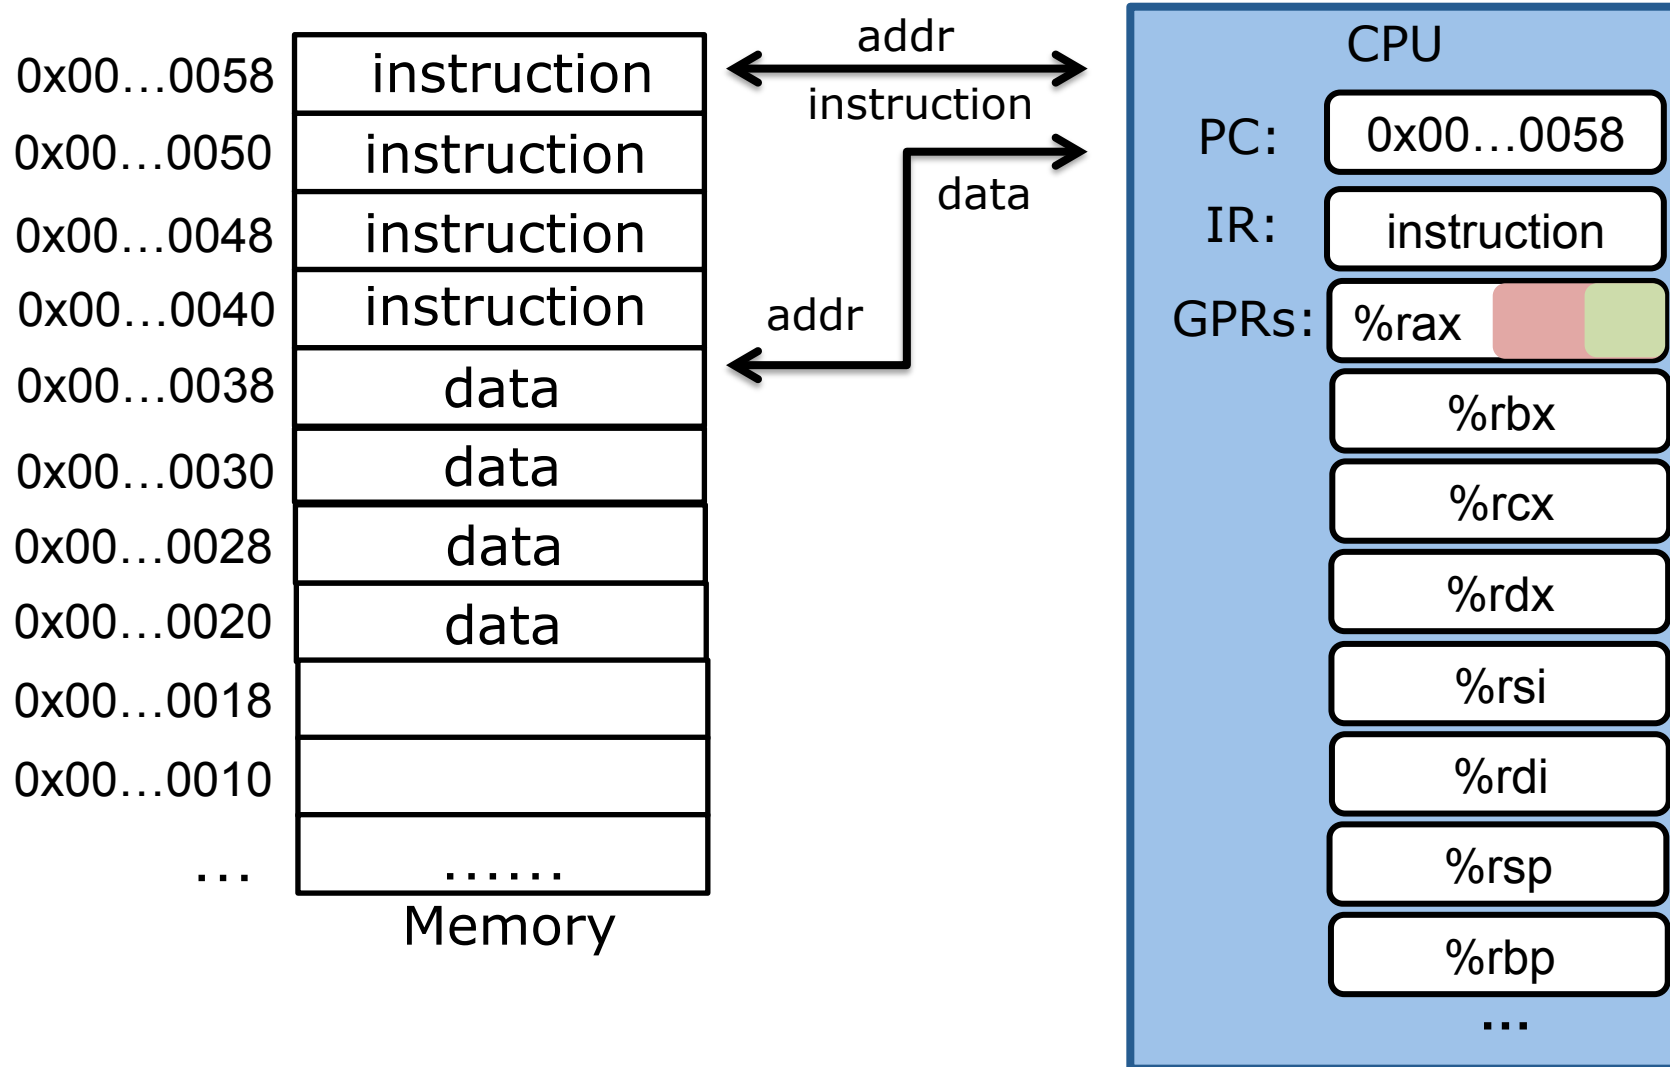 0x00…0058 instruction
0x00…0050 instruction
0x00…0048 instruction
0x00…0040 instruction
0x00…0038 data
0x00…0030 data
0x00…0028 data
0x00…0020 data
0x00…0018
0x00…0010
… ……
Memory
addr
instruction
data
addr
CPU
PC: 0x00…0058
IR: instruction
GPRs: %rax
%rbx
%rcx
%rdx
%rsi
%rdi
%rsp
%rbp
…